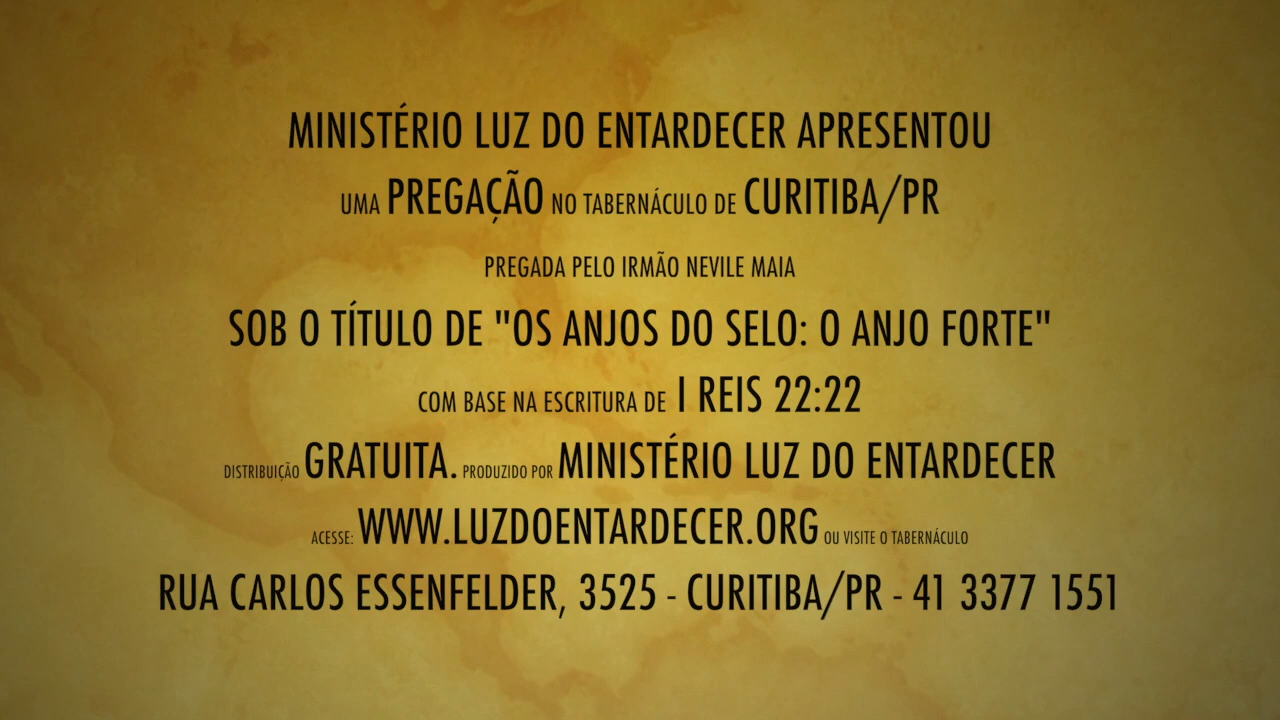 MINISTÉRIO LUZ DO ENTARDECER APRESENTOU
UMA PREGAÇÃO NO TABERNÁCULO DE CURITIBA/PR
PREGADA PELO IRMÃO NEVILE MAIA
SOB O TÍTULO DE "OS ANJOS DO SELO: O ANJO FORTE"
COM BASE NA ESCRITURA DE I REIS 22:22
DISTRIBUIÇÃO GRATUITA. PRODUZIDO POR MINISTÉRIO LUZ DO ENTARDECER
ACESSE: WWW.LUZDOENTARDECER.ORG OU VISITE O TABERNÁCULO
RUA CARLOS ESSENFELDER, 3525 - CURITIBA/PR - 41 3377 1551